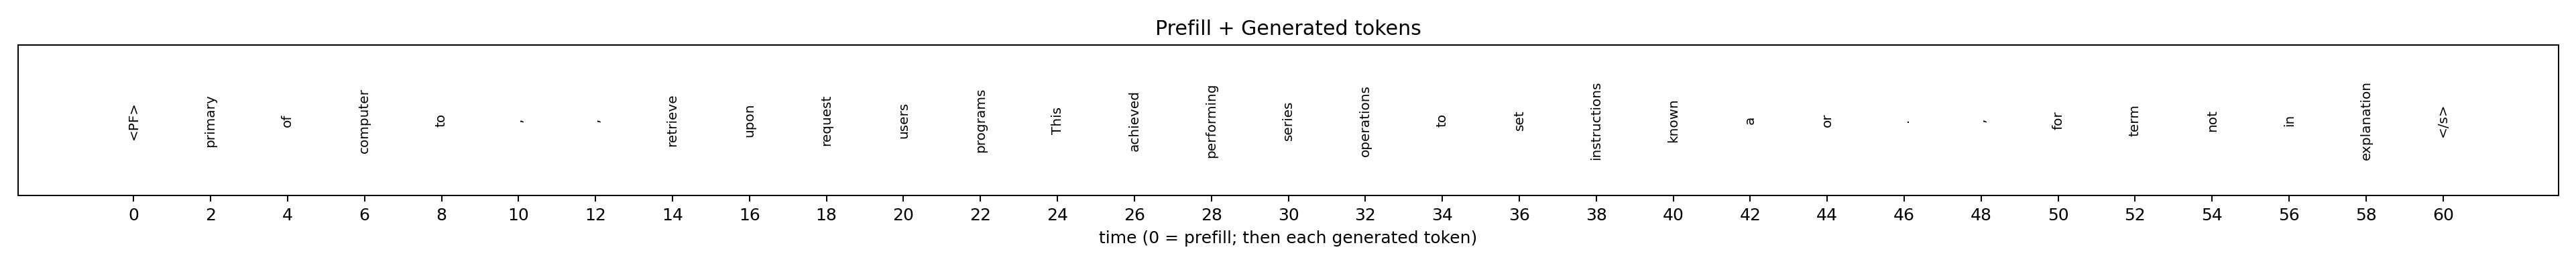 Prefill + Generated tokens
<PF> primary of computer to , , retrieve upon request users programs This achieved performing series operations to set instructions known a or . , for term not in explanation </s>
0 2 4 6 8 10 12 14 16 18 20 22 24 26 28 30 32 34 36 38 40 42 44 46 48 50 52 54 56 58 60
time (0 = prefill; then each generated token)